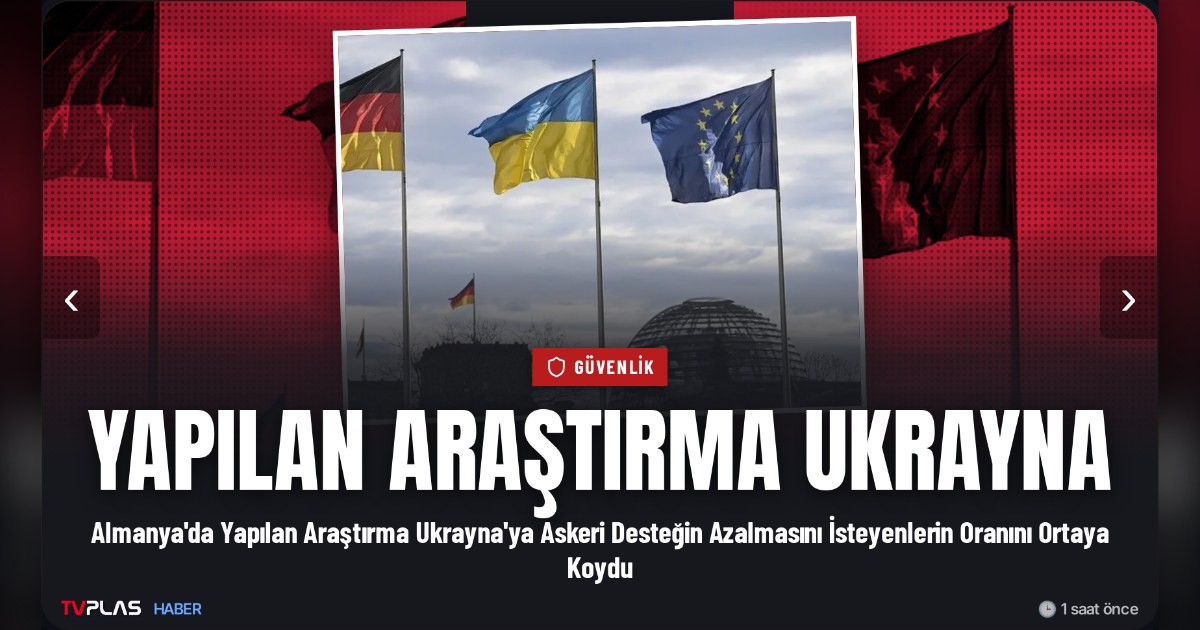 GÜVENLİK
YAPILAN ARAŞTIRMA UKRAYNA
Almanya'da Yapılan Araştırma Ukrayna'ya Askeri Desteğin Azalmasını İsteyenlerin Oranını Ortaya
Koydu
TVPLAS HABER
1 saat önce